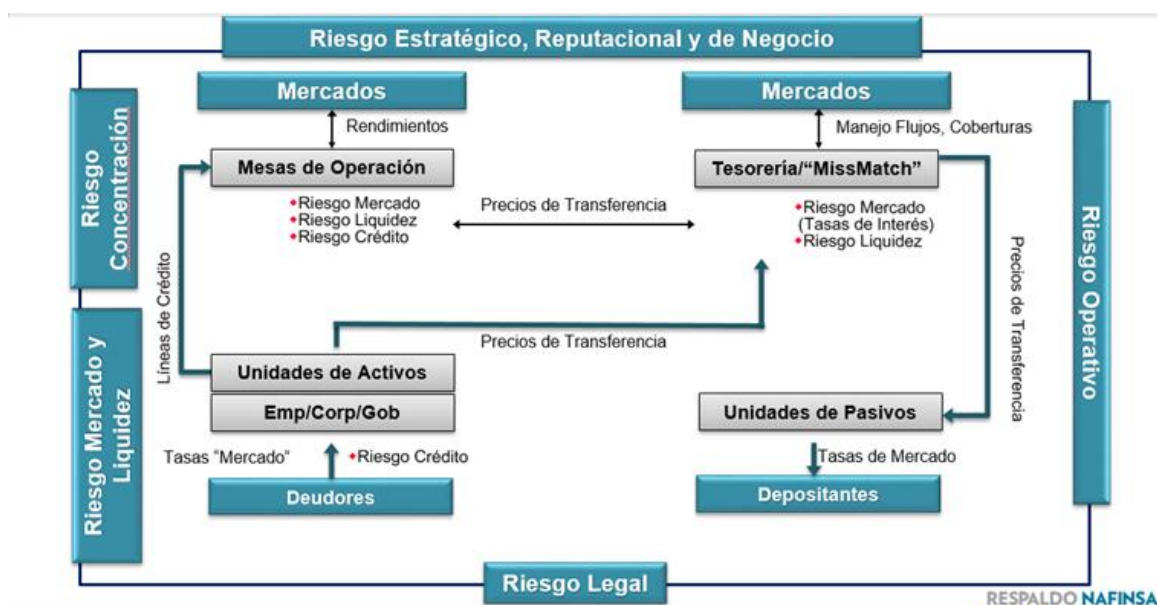 Riesgo Estratégico, Reputacional y de Negocio
Mercados
Mercados
Rendimientos
Manejo Flujos, Coberturas
Riesgo
Concentración
Mesas de Operación
Tesorería/“MissMatch”
Riesgo Mercado
Riesgo Liquidez
Riesgo Crédito
Precios de Transferencia
Riesgo Mercado
(Tasas de Interés)
Riesgo Liquidez
Precios de Transferencia
Riesgo Operativo
Líneas de Crédito
Precios de Transferencia
Riesgo Mercado y
Liquidez
Unidades de Activos
Emp/Corp/Gob
Unidades de Pasivos
Tasas “Mercado“
Riesgo Crédito
Tasas de Mercado
Deudores
Depositantes
Riesgo Legal
RESPALDO NAFINSA